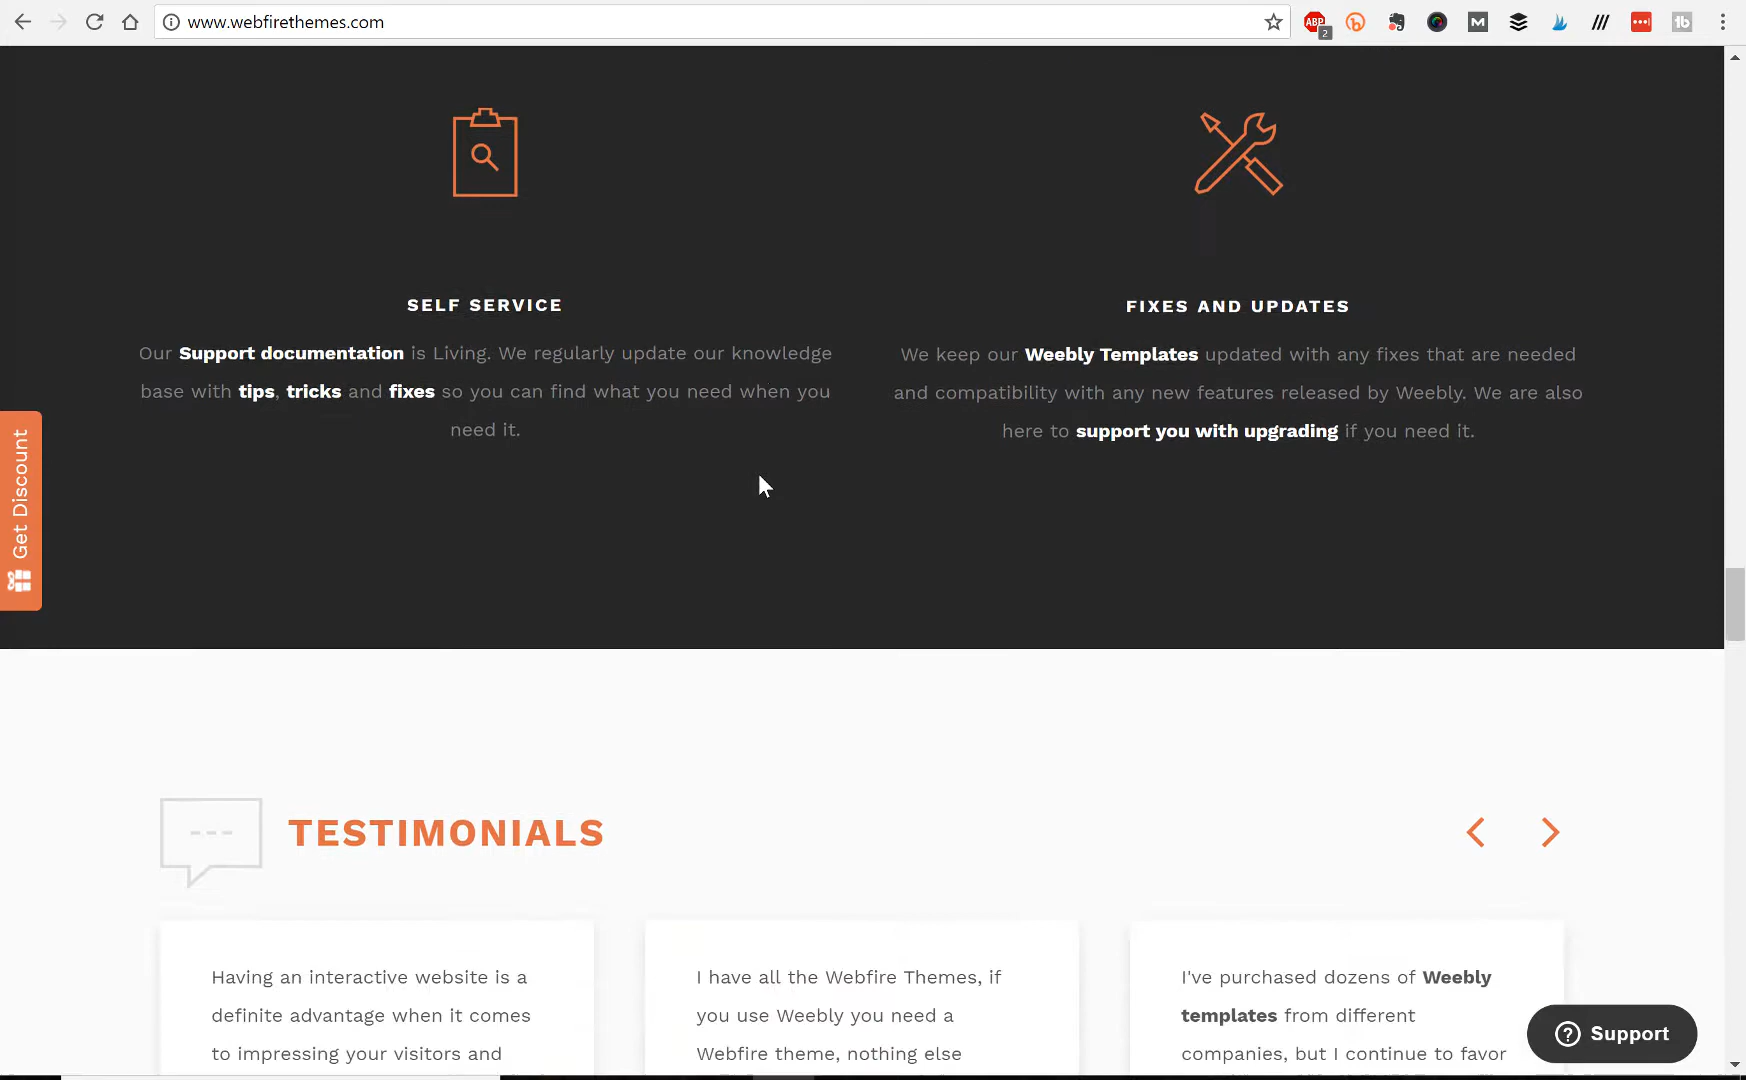 www.webfirethemes.com
ABP
2
SELF SERVICE
Our Support documentation is Living. We regularly update our knowledge
base with tips, tricks and fixes so you can find what you need when you
need it.
FIXES AND UPDATES
We keep our Weebly Templates updated with any fixes that are needed
and compatibility with any new features released by Weebly. We are also
here to support you with upgrading if you need it.
Get Discount
TESTIMONIALS
Having an interactive website is a
definite advantage when it comes
to impressing your visitors and
I have all the Webfire Themes, if
you use Weebly you need a
Webfire theme, nothing else
I've purchased dozens of Weebly
templates from different
companies, but I continue to favor
Support